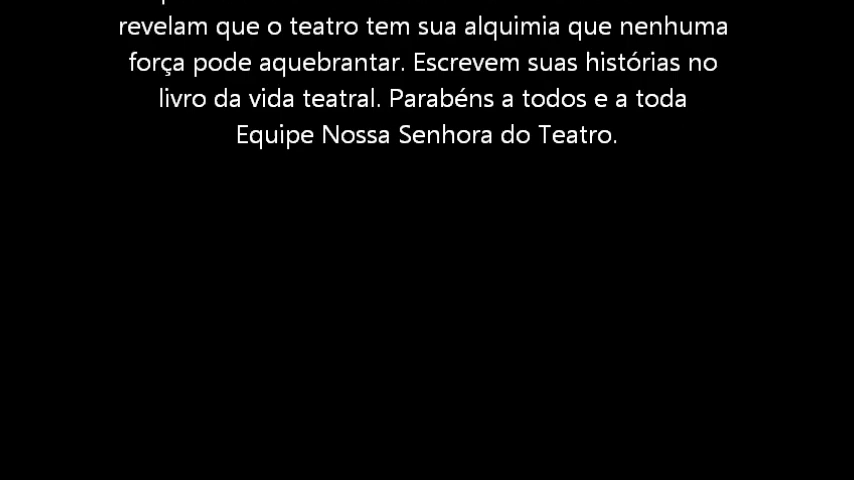 revelam que o teatro tem sua alquimia que nenhuma
força pode aquebrantar. Escrevem suas histórias no
livro da vida teatral. Parabéns a todos e a toda
Equipe Nossa Senhora do Teatro.